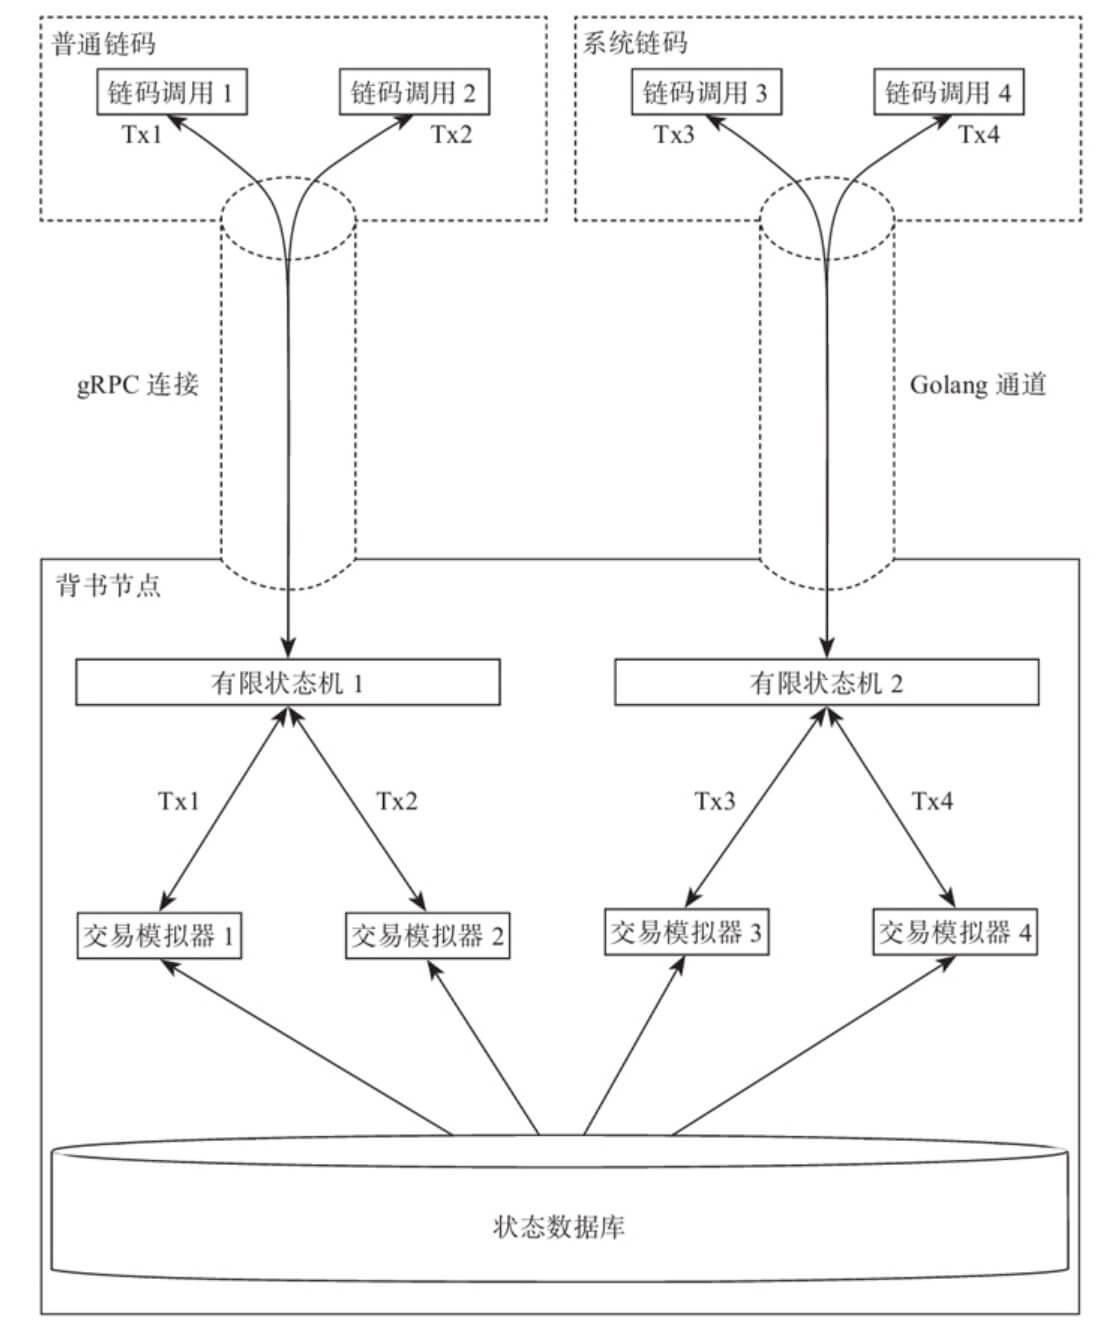 普通链码
系统链码
链码调用 1
链码调用 2
链码调用 3
链码调用 4
Tx1
Tx2
Tx3
Tx4
gRPC 连接
Golang 通道
背书节点
有限状态机 1
有限状态机 2
Tx1
Tx2
Tx3
Tx4
交易模拟器 1
交易模拟器 2
交易模拟器 3
交易模拟器 4
状态数据库